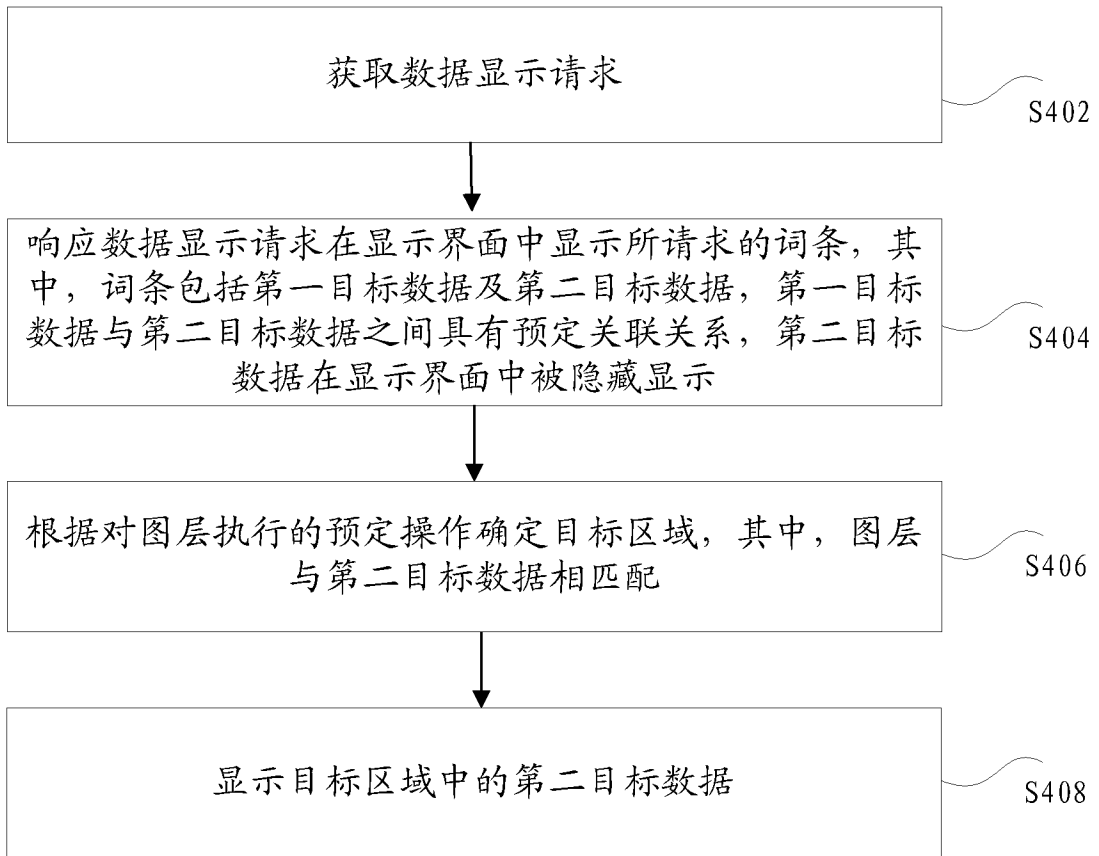 获取数据显示请求
S402
响应数据显示请求在显示界面中显示所请求的词条，其
中，词条包括第一目标数据及第二目标数据，第一目标
数据与第二目标数据之间具有预定关联关系，第二目标
数据在显示界面中被隐藏显示
S404
根据对图层执行的预定操作确定目标区域，其中，图层
与第二目标数据相匹配
S406
显示目标区域中的第二目标数据
S408